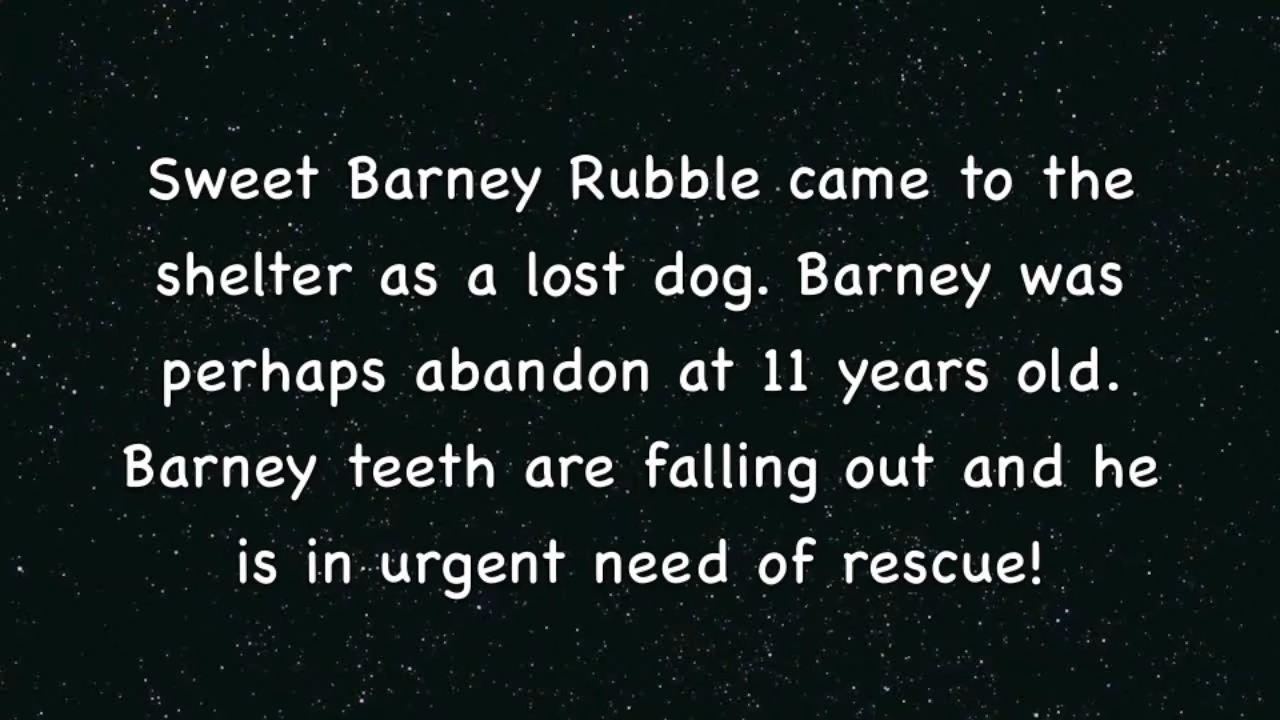 Sweet Barney Rubble came to the
shelter as a lost dog. Barney was
perhaps abandon at 11 years old.
Barney teeth are falling out and he
is in urgent need of rescue!